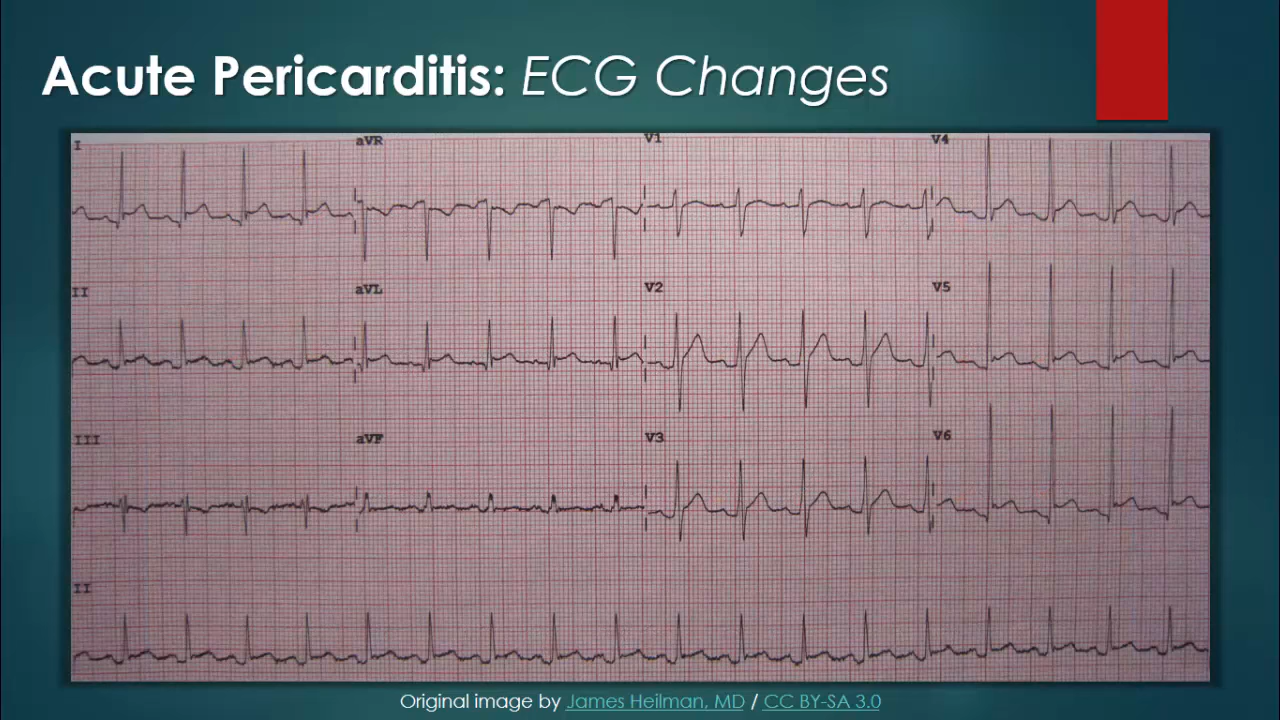 Acute Pericarditis: ECG Changes
I aVR V1 V4
II aVL V2 V5
III aVF V3 V6
II
Original image by James Heilman, MD / CC BY-SA 3.0